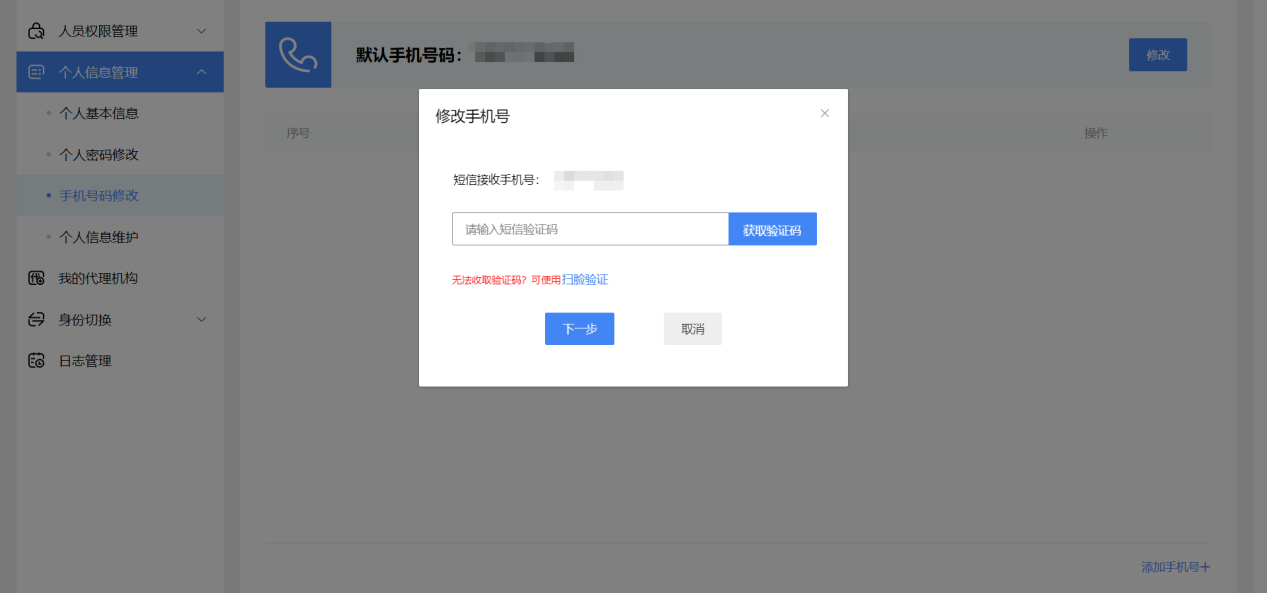 人员权限管理
个人信息管理
个人基本信息
个人密码修改
手机号码修改
个人信息维护
我的代理机构
身份切换
日志管理
默认手机号码：
修改
序号
操作
修改手机号
×
短信接收手机号：
请输入短信验证码
获取验证码
无法收取验证码？可使用扫脸验证
下一步
取消
添加手机号+